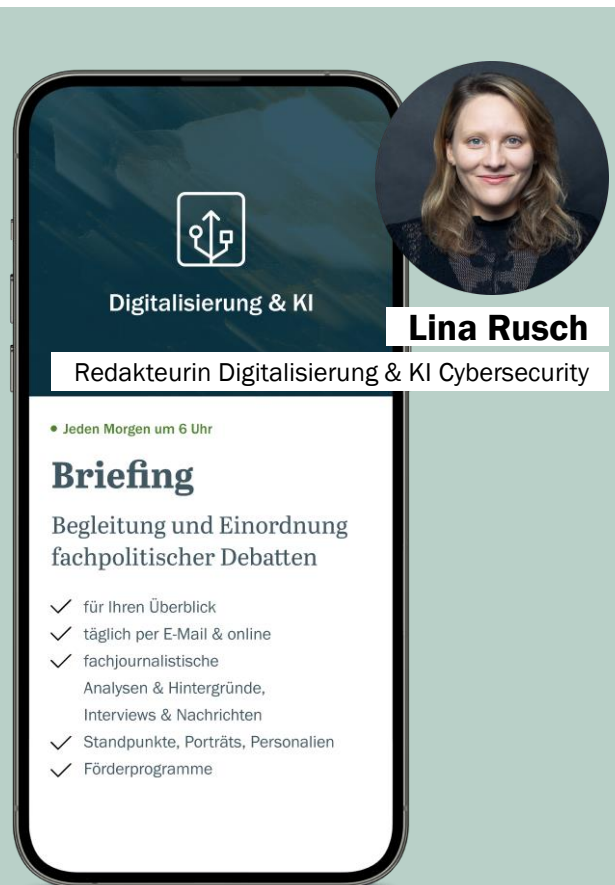 Digitalisierung & KI
Lina Rusch
Redakteurin Digitalisierung & KI Cybersecurity
• Jeden Morgen um 6 Uhr
Briefing
Begleitung und Einordnung
fachpolitischer Debatten
für Ihren Überblick
täglich per E-Mail & online
fachjournalistische
Analysen & Hintergründe,
Interviews & Nachrichten
Standpunkte, Porträts, Personalien
Förderprogramme